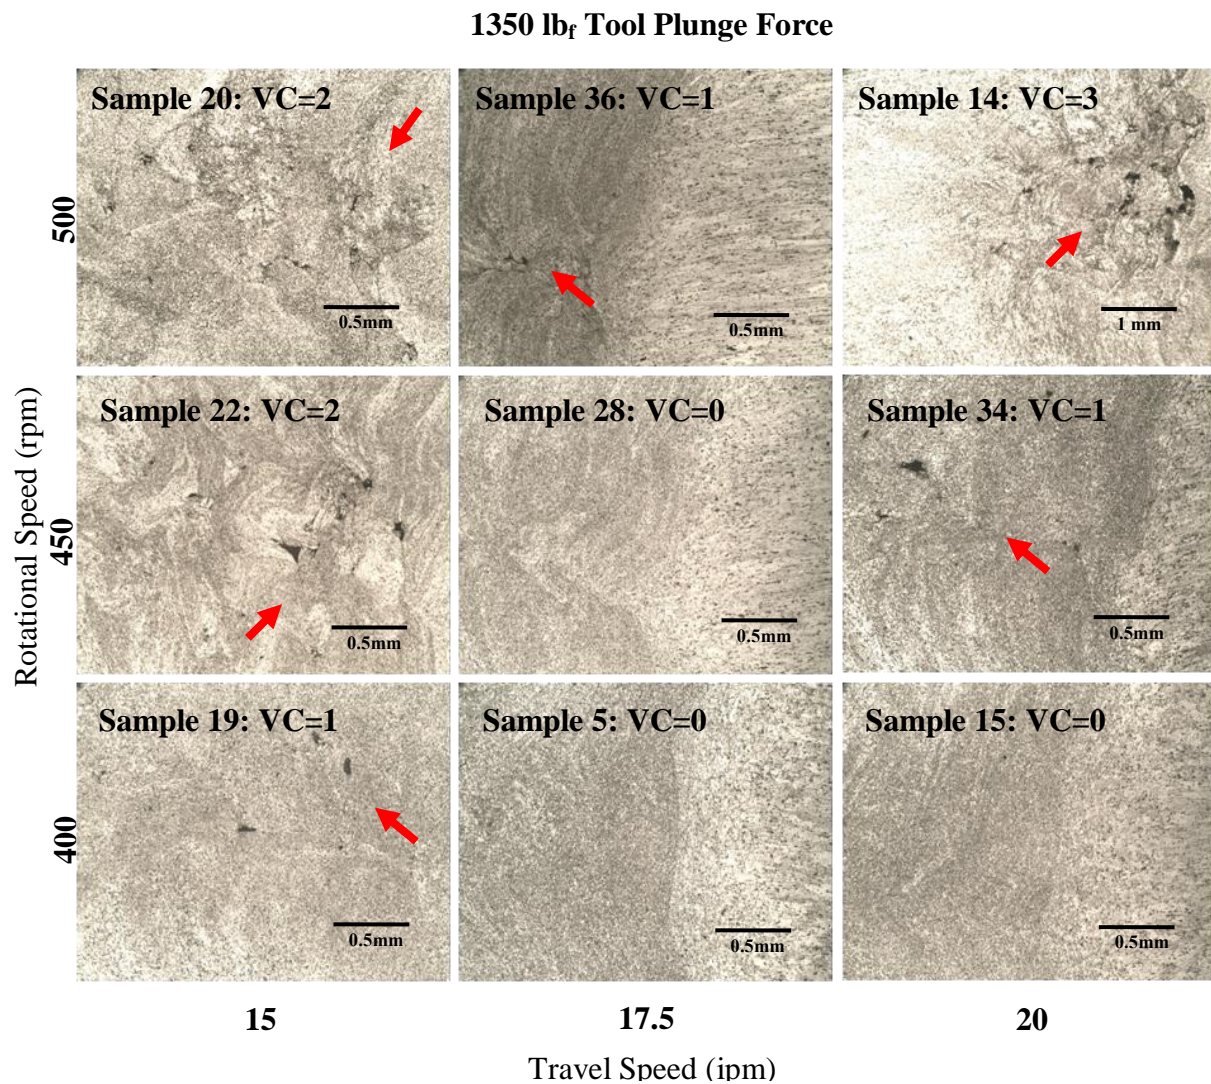 1350 lbf Tool Plunge Force
Sample 20: VC=2
Sample 36: VC=1
Sample 14: VC=3
500
0.5mm
0.5mm
1 mm
Sample 22: VC=2
Sample 28: VC=0
Sample 34: VC=1
Rotational Speed (rpm)
450
0.5mm
0.5mm
0.5mm
Sample 19: VC=1
Sample 5: VC=0
Sample 15: VC=0
400
0.5mm
0.5mm
0.5mm
15
17.5
20
Travel Speed (ipm)